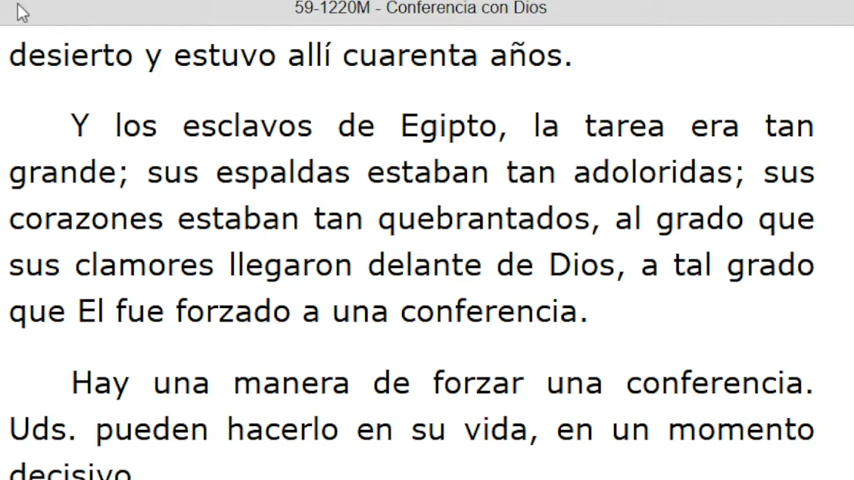 59-1220M - Conferencia con Dios
desierto y estuvo allí cuarenta años.
Y los esclavos de Egipto, la tarea era tan
grande; sus espaldas estaban tan adoloridas; sus
corazones estaban tan quebrantados, al grado que
sus clamores llegaron delante de Dios, a tal grado
que El fue forzado a una conferencia.
Hay una manera de forzar una conferencia.
Uds. pueden hacerlo en su vida, en un momento
decisivo